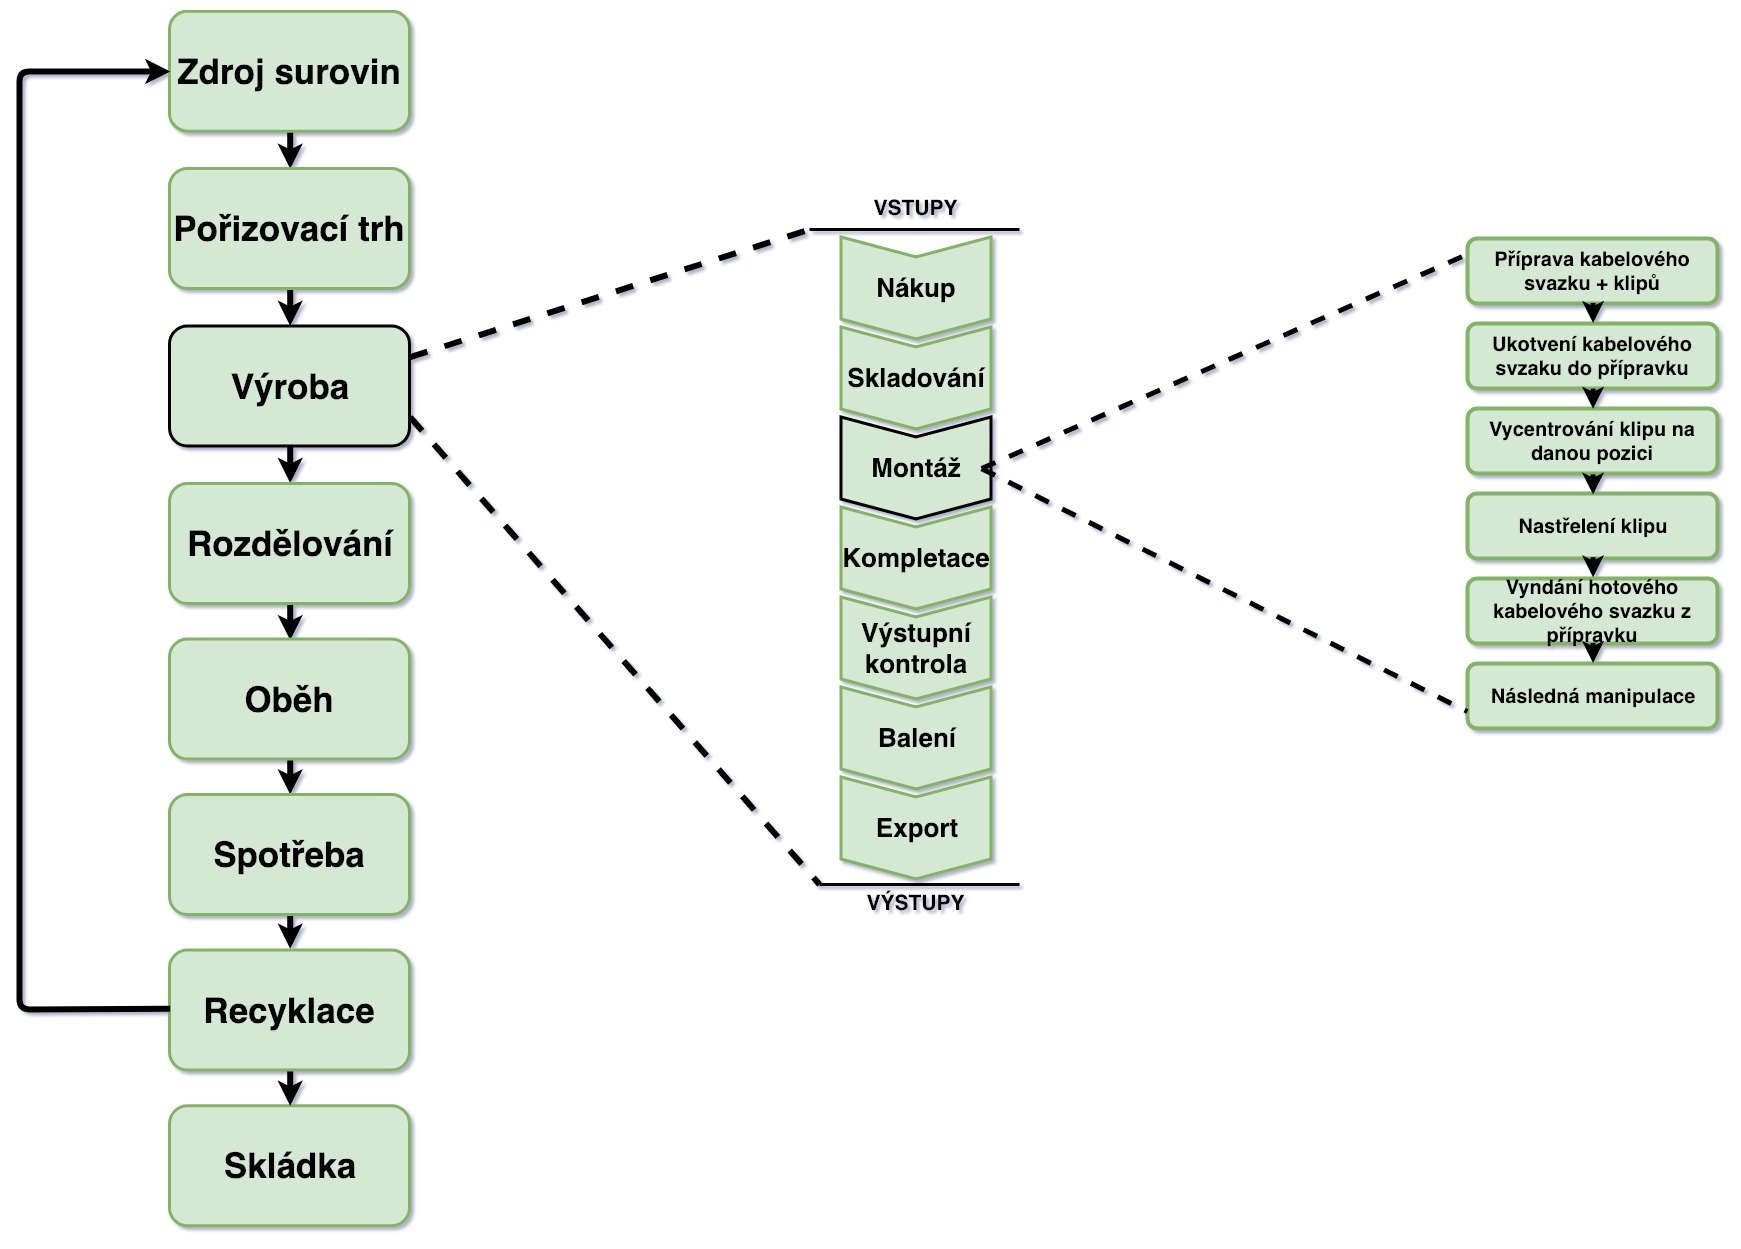 Zdroj surovin
Pořizovací trh
Výroba
Rozdělování
Oběh
Spotřeba
Recyklace
Skládka
VSTUPY
Nákup
Skladování
Montáž
Kompletace
Výstupní
kontrola
Balení
Export
VÝSTUPY
Příprava kabelového
svazku + klipů
Ukotvení kabelového
svzaku do přípravku
Vycentrování klipu na
danou pozici
Nastřelení klipu
Vyndání hotového
kabelového svazku z
přípravku
Následná manipulace